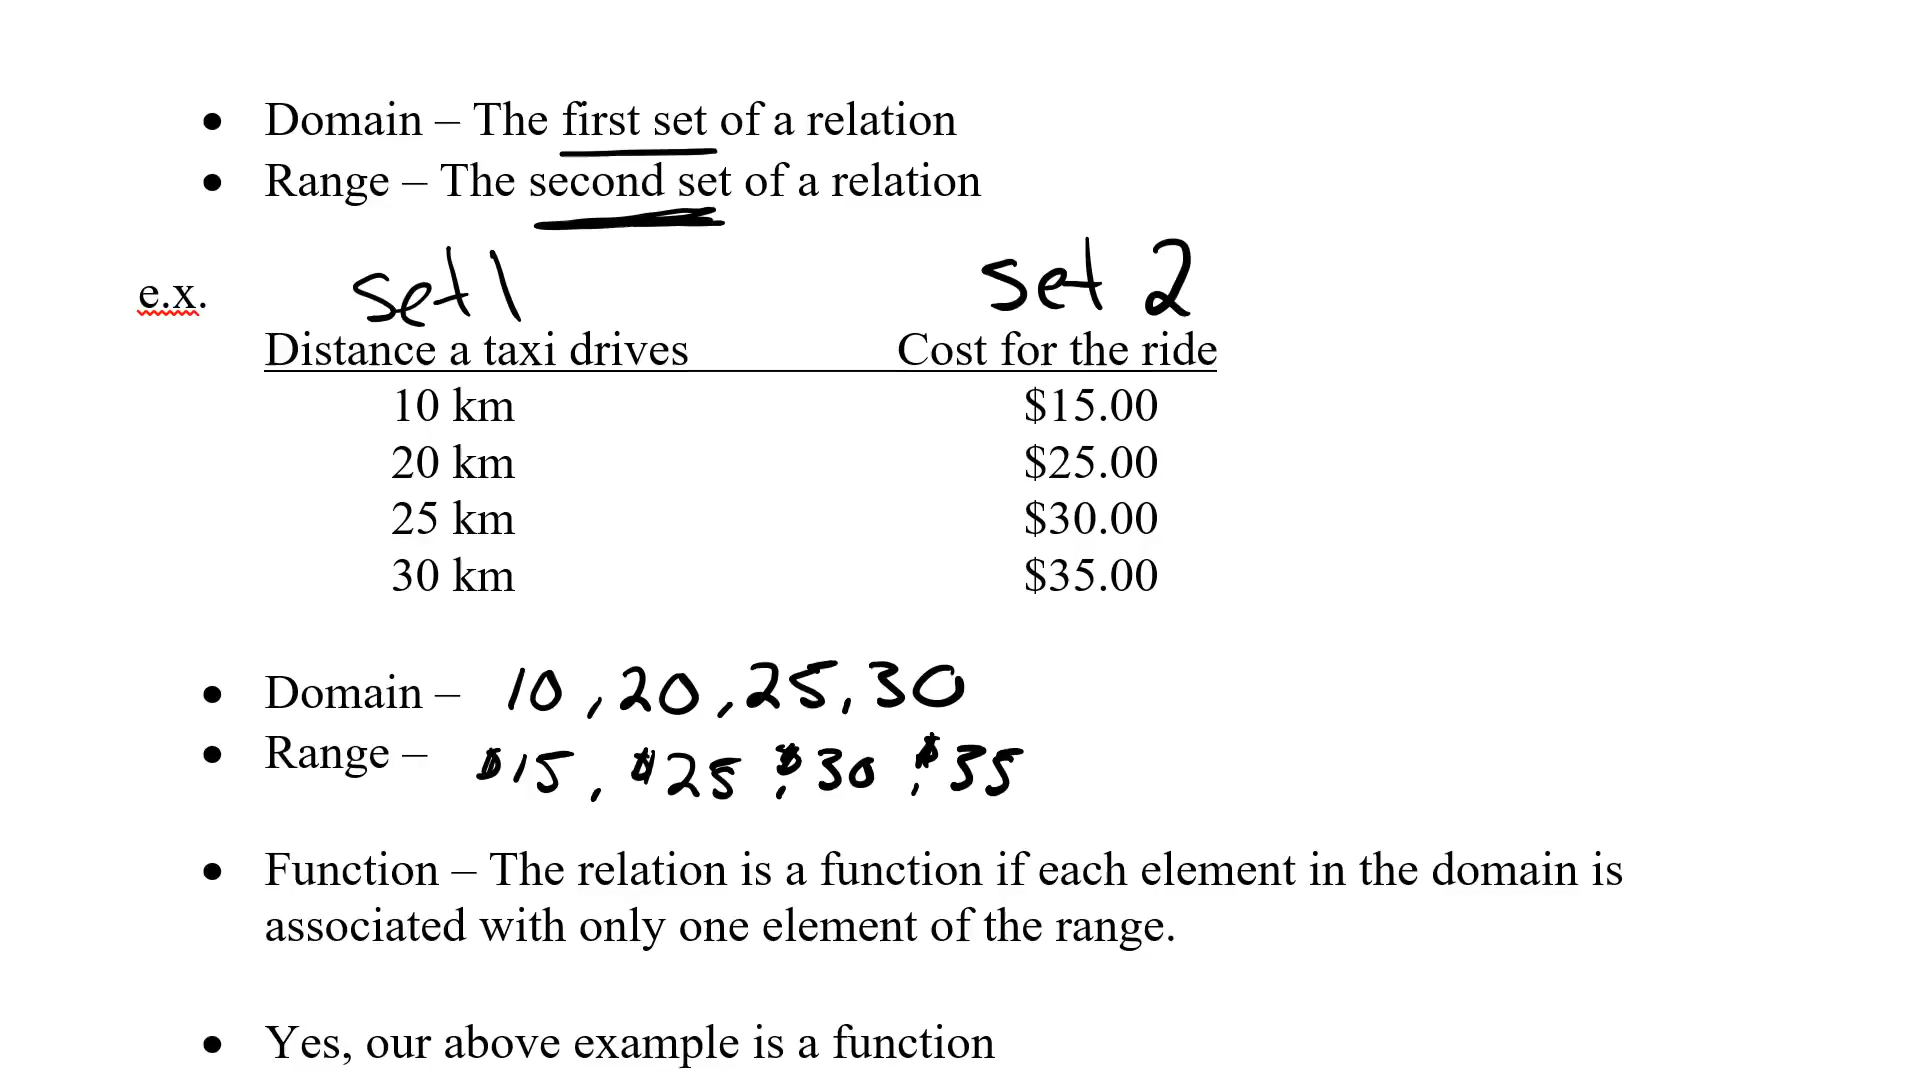 • Domain – The first set of a relation
• Range – The second set of a relation
set 1 set 2
e.x.
Distance a taxi drives Cost for the ride
10 km $15.00
20 km $25.00
25 km $30.00
30 km $35.00
• Domain – 10, 20, 25, 30
• Range – $15, $25, $30, $35
• Function – The relation is a function if each element in the domain is
associated with only one element of the range.
• Yes, our above example is a function